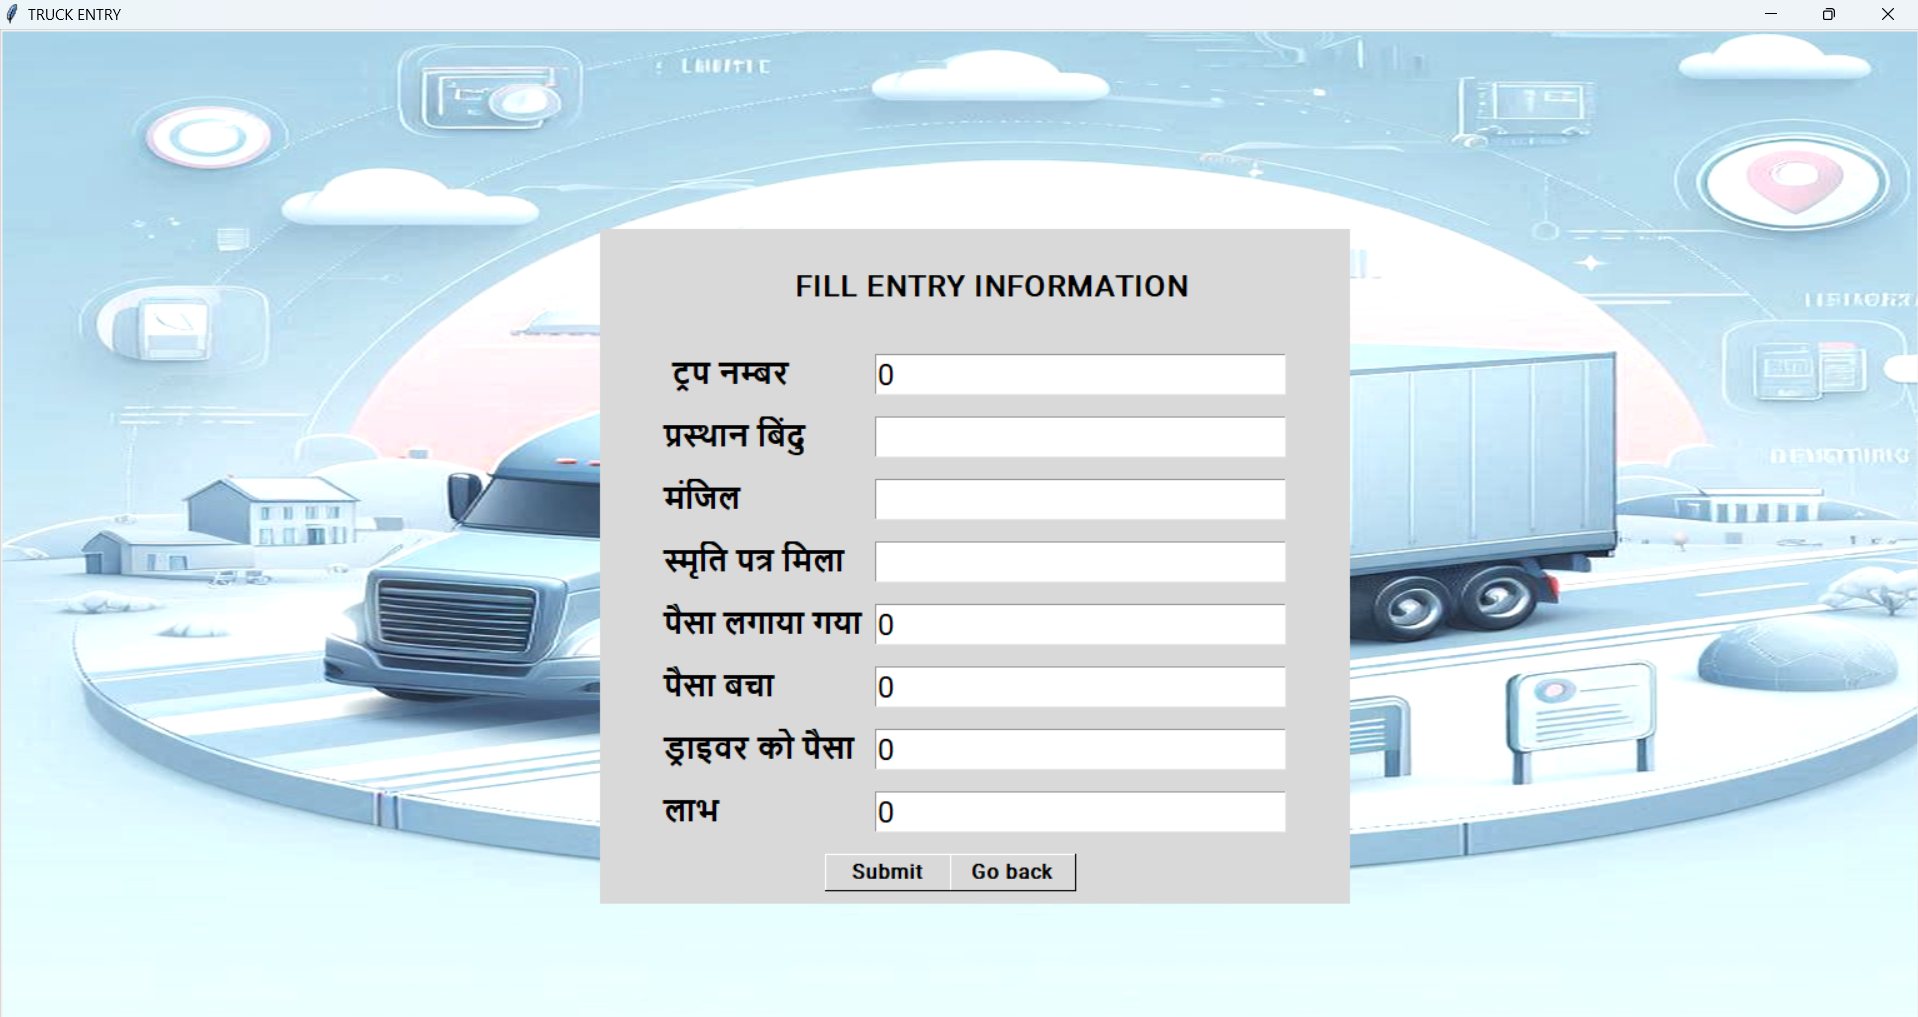 TRUCK ENTRY
FILL ENTRY INFORMATION
ट्रप नम्बर 0
प्रस्थान बिंदु
मंजिल
स्मृति पत्र मिला
पैसा लगाया गया 0
पैसा बचा 0
ड्राइवर को पैसा 0
लाभ 0
Submit Go back